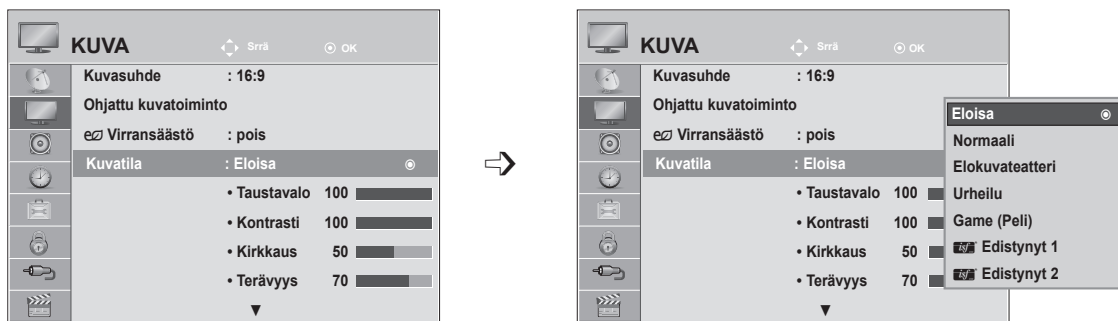 KUVA Srrä OK
Kuvasuhde : 16:9
Ohjattu kuvatoiminto
e Virransäästö : pois
Kuvatila : Eloisa
• Taustavalo 100
• Kontrasti 100
• Kirkkaus 50
• Terävyys 70
▼
KUVA Srrä OK
Kuvasuhde : 16:9
Ohjattu kuvatoiminto
e Virransäästö : pois
Kuvatila : Eloisa
• Taustavalo 100
• Kontrasti 100
• Kirkkaus 50
• Terävyys 70
▼
Eloisa
Normaali
Elokuvateatteri
Urheilu
Game (Peli)
isf Edistynyt 1
isf Edistynyt 2